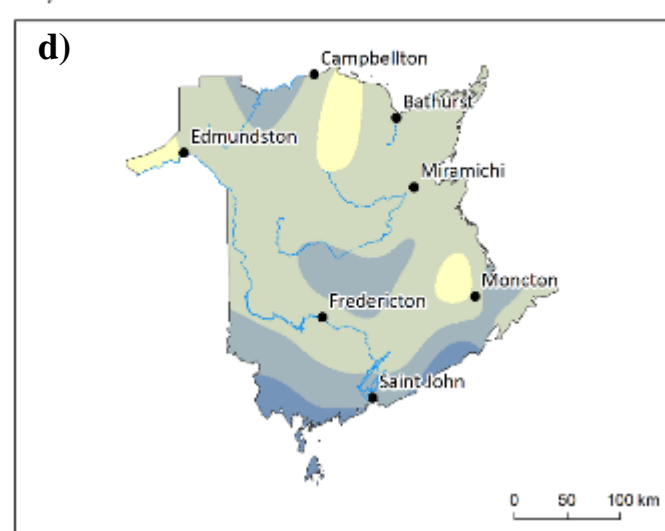 d)
Campbellton
Bathurst
Edmundston
Miramichi
Moncton
Fredericton
Saint John
0 50 100 km